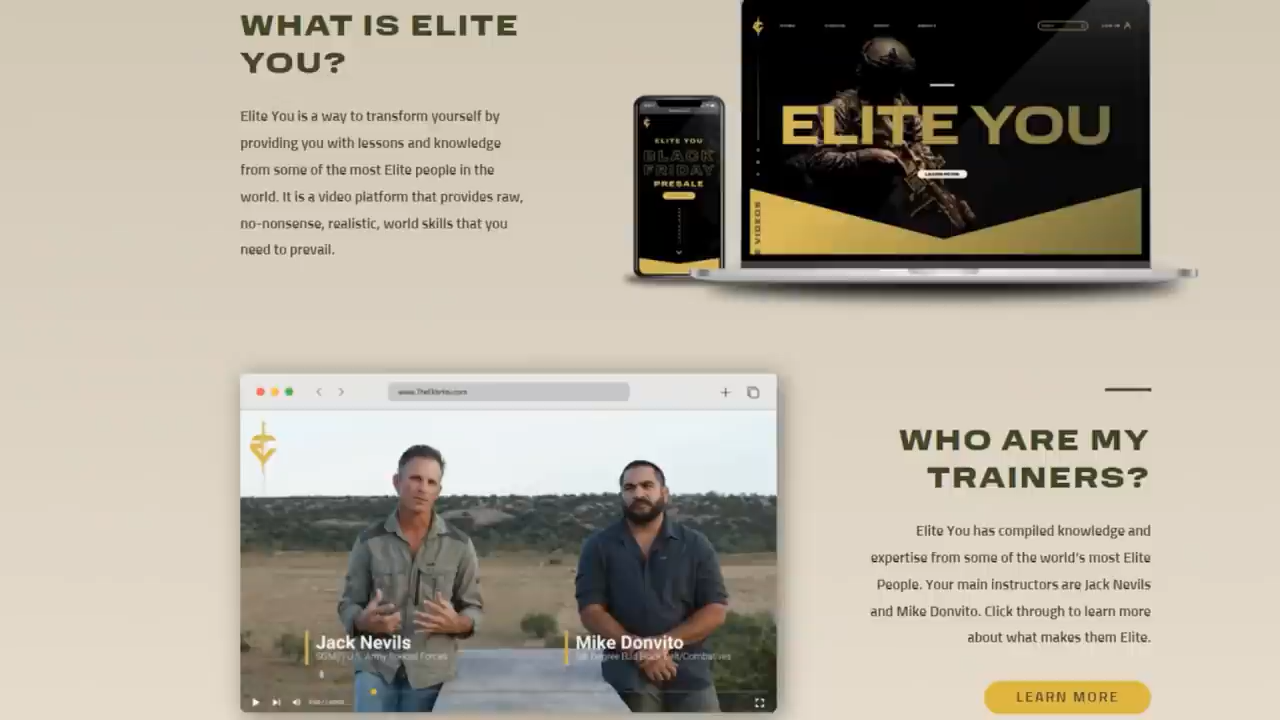 WHAT IS ELITE
YOU?
Elite You is a way to transform yourself by
providing you with lessons and knowledge
from some of the most Elite people in the
world. It is a video platform that provides raw,
no-nonsense, realistic, world skills that you
need to prevail.
ELITE YOU
BLACK
FRIDAY
PRESALE
ELITE YOU
LEARN MORE
VIDEOS
Jack Nevils
Mike Donvito
WHO ARE MY
TRAINERS?
Elite You has compiled knowledge and
expertise from some of the world's most Elite
People. Your main instructors are Jack Nevils
and Mike Donvito. Click through to learn more
about what makes them Elite.
LEARN MORE